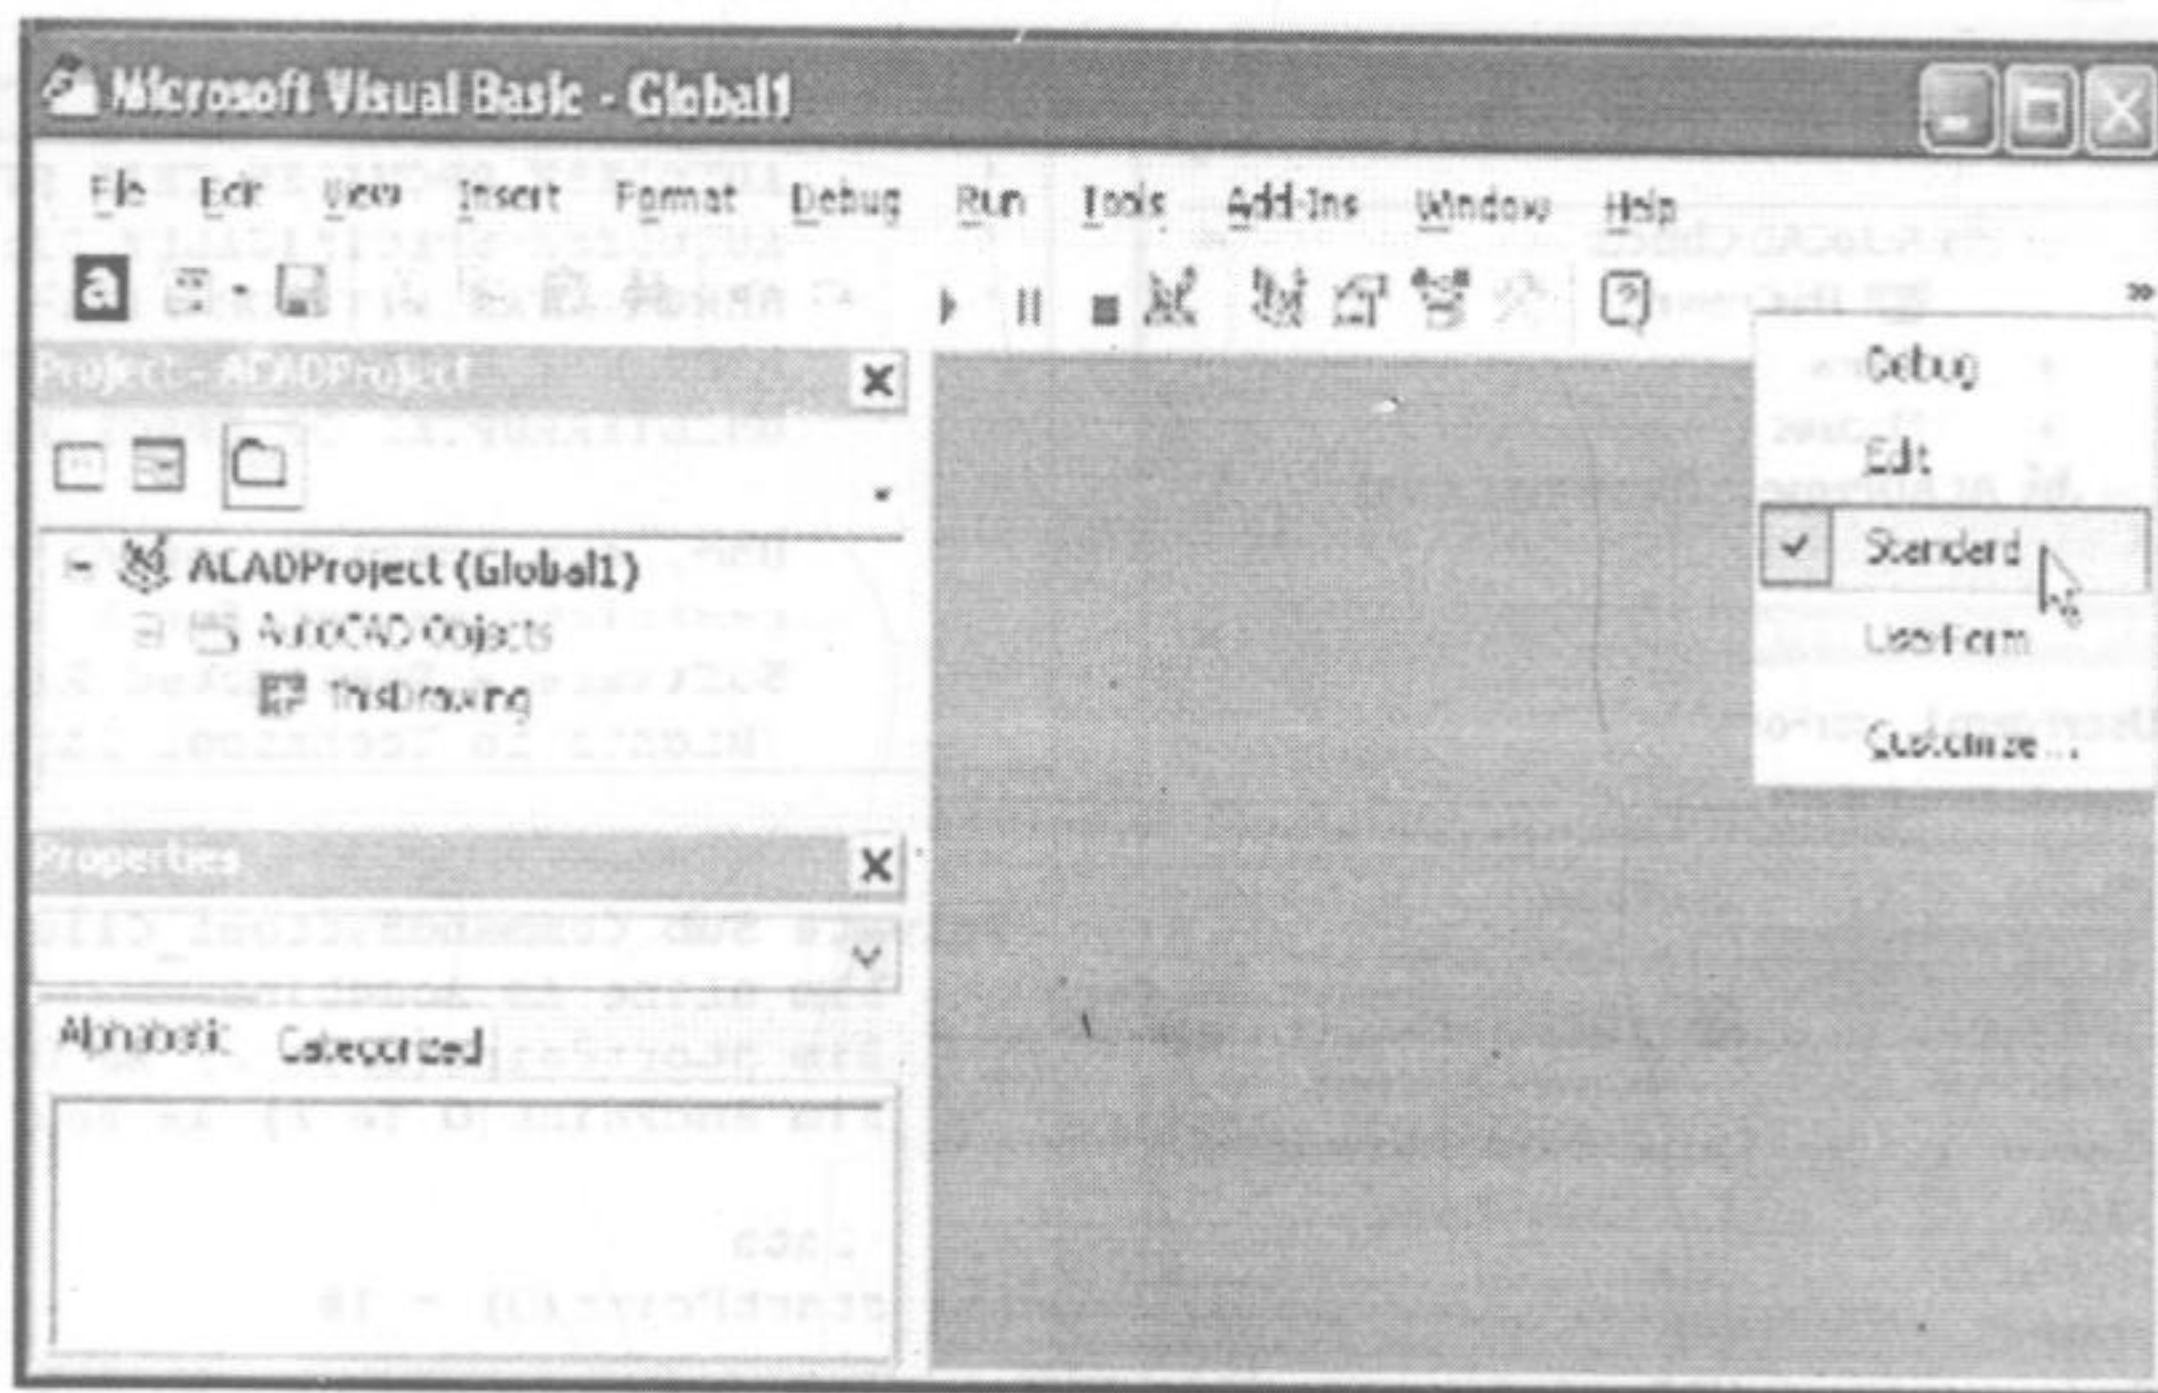 Microsoft Visual Basic - Global1
File Edit View Insert Format Debug Run Tools Add-Ins Window Help
a
»
Project - ACADProject
ACADProject (Global1)
AutoCAD Objects
ThisDrawing
Properties
Alphabetic Categorized
Debug
Edit
Standard
UserForm
Customize...